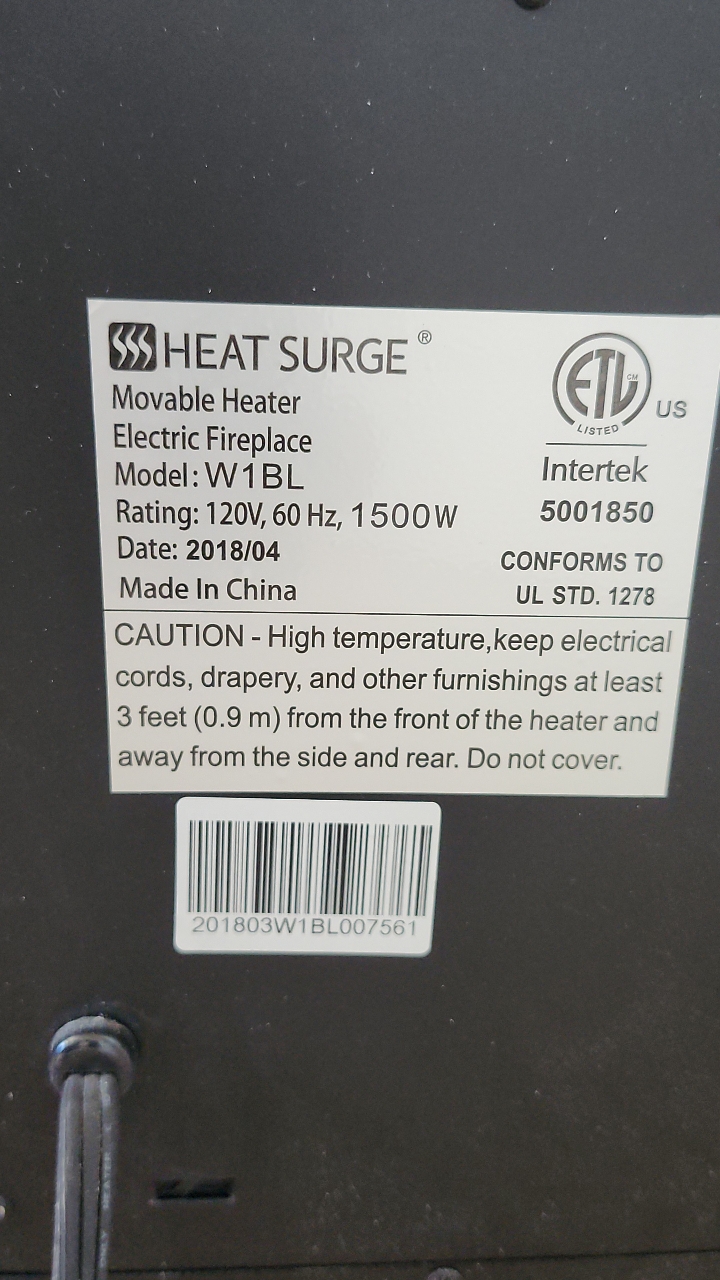 HEAT SURGE ®
Movable Heater
Electric Fireplace
Model: W1BL
Rating: 120V, 60 Hz, 1500W
Date: 2018/04
Made In China
ETL CM
LISTED
US
Intertek
5001850
CONFORMS TO
UL STD. 1278
CAUTION - High temperature,keep electrical
cords, drapery, and other furnishings at least
3 feet (0.9 m) from the front of the heater and
away from the side and rear. Do not cover.
201803W1BL007561